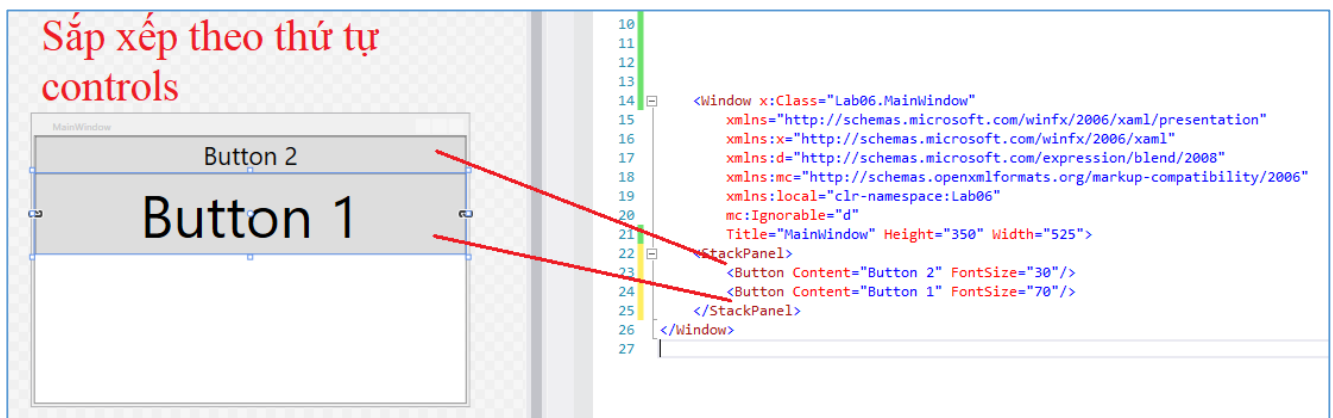 Sắp xếp theo thứ tự
controls
MainWindow
Button 2
Button 1
10
11
12
13
14 <Window x:Class="Lab06.MainWindow"
15 xmlns="http://schemas.microsoft.com/winfx/2006/xaml/presentation"
16 xmlns:x="http://schemas.microsoft.com/winfx/2006/xaml"
17 xmlns:d="http://schemas.microsoft.com/expression/blend/2008"
18 xmlns:mc="http://schemas.openxmlformats.org/markup-compatibility/2006"
19 xmlns:local="clr-namespace:Lab06"
20 mc:Ignorable="d"
21 Title="MainWindow" Height="350" Width="525">
22 <StackPanel>
23 <Button Content="Button 2" FontSize="30"/>
24 <Button Content="Button 1" FontSize="70"/>
25 </StackPanel>
26 </Window>
27